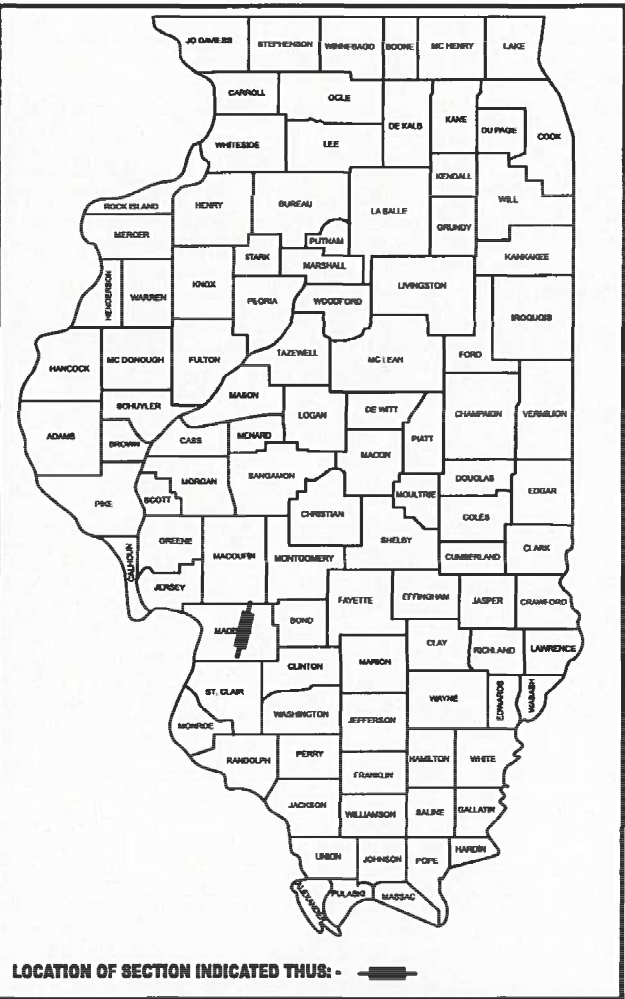 JO DAVIESS STEPHENSON WINNEBAGO BOONE MC HENRY LAKE
CARROLL OGLE
DE KALB KANE DU PAGE COOK
WHITESIDE LEE
KENDALL
ROCK ISLAND HENRY BUREAU LA SALLE WILL
MERCER PUTNAM GRUNDY
STARK MARSHALL KANKAKEE
HENDERSON WARREN KNOX PEORIA WOODFORD LIVINGSTON IROQUOIS
HANCOCK MC DONOUGH FULTON TAZEWELL MC LEAN FORD
SCHUYLER MASON
ADAMS BROWN CASS MENARD LOGAN DE WITT CHAMPAIGN VERMILION
MACON PIATT
PIKE SCOTT MORGAN SANGAMON MOULTRIE DOUGLAS EDGAR
CHRISTIAN COLES
CALHOUN GREENE MACOUPIN MONTGOMERY SHELBY CUMBERLAND CLARK
JERSEY FAYETTE EFFINGHAM JASPER CRAWFORD
BOND
CLAY RICHLAND LAWRENCE
CLINTON MARION
ST. CLAIR WAYNE EDWARDS WABASH
MONROE WASHINGTON JEFFERSON
RANDOLPH PERRY HAMILTON WHITE
FRANKLIN
JACKSON WILLIAMSON SALINE GALLATIN
UNION JOHNSON POPE HARDIN
ALEXANDER PULASKI MASSAC
LOCATION OF SECTION INDICATED THUS: -